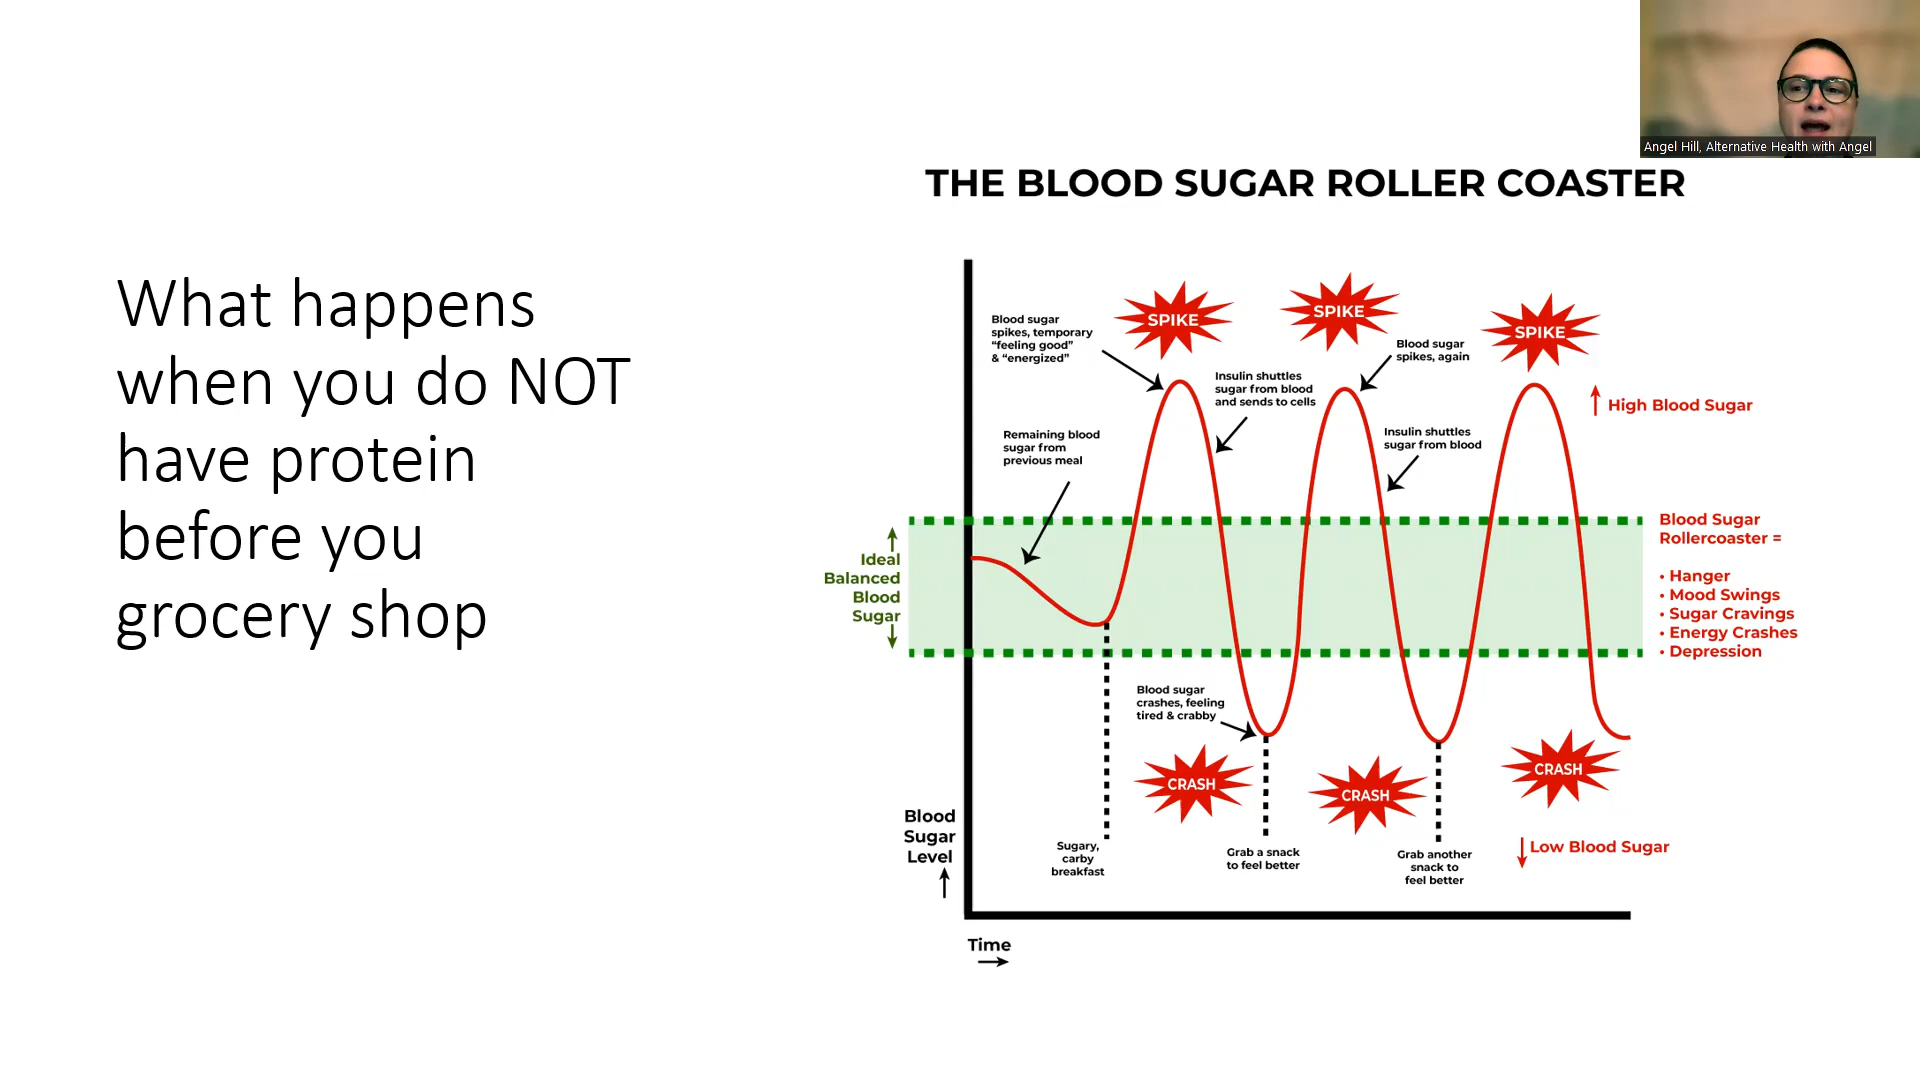 Angel Hill, Alternative Health with Angel
What happens
when you do NOT
have protein
before you
grocery shop
THE BLOOD SUGAR ROLLER COASTER
SPIKE
SPIKE
SPIKE
Blood sugar
spikes, temporary
“feeling good”
& “energized”
Blood sugar
spikes, again
Insulin shuttles
sugar from blood
and sends to cells
High Blood Sugar
Remaining blood
sugar from
previous meal
Insulin shuttles
sugar from blood
Ideal
Balanced
Blood
Sugar
Blood Sugar
Rollercoaster =
• Hanger
• Mood Swings
• Sugar Cravings
• Energy Crashes
• Depression
Blood sugar
crashes, feeling
tired & crabby
CRASH
CRASH
CRASH
Blood
Sugar
Level
Sugary,
carby
breakfast
Grab a snack
to feel better
Grab another
snack to
feel better
Low Blood Sugar
Time